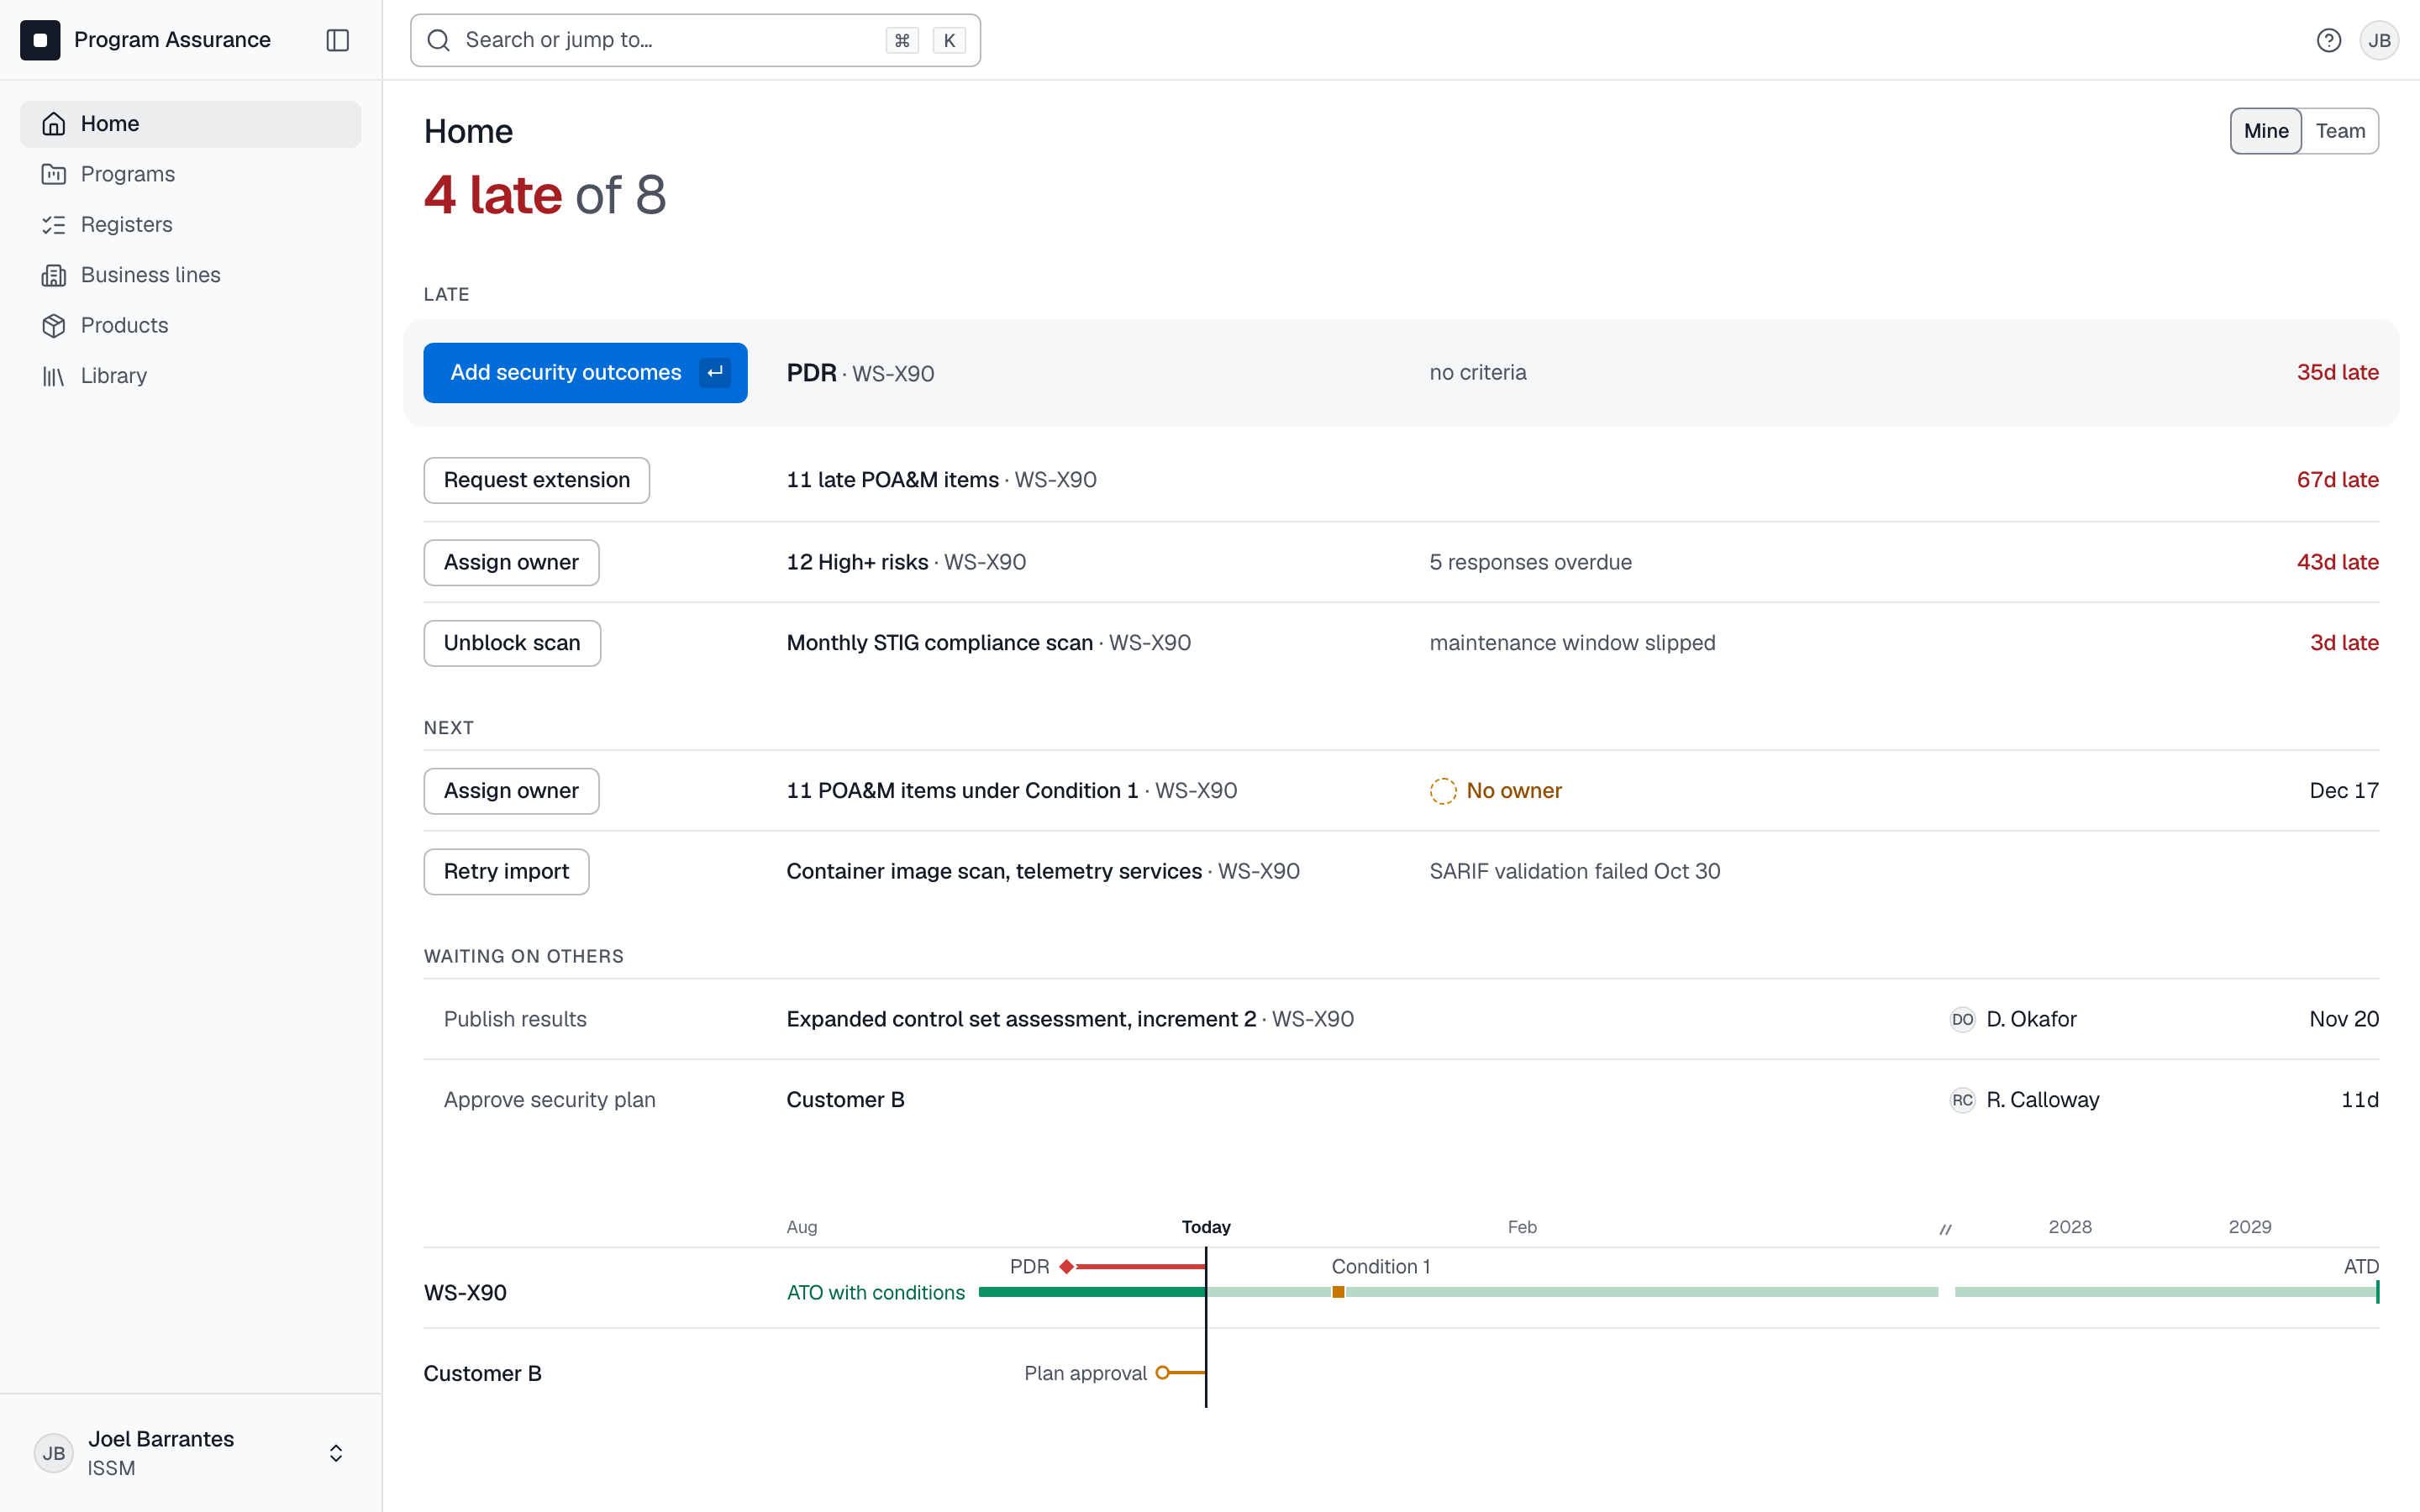 Program Assurance
Search or jump to...
⌘ K
JB
Home
Programs
Registers
Business lines
Products
Library
Home
Mine Team
4 late of 8
LATE
Add security outcomes ↵ PDR · WS-X90 no criteria 35d late
Request extension 11 late POA&M items · WS-X90 67d late
Assign owner 12 High+ risks · WS-X90 5 responses overdue 43d late
Unblock scan Monthly STIG compliance scan · WS-X90 maintenance window slipped 3d late
NEXT
Assign owner 11 POA&M items under Condition 1 · WS-X90 No owner Dec 17
Retry import Container image scan, telemetry services · WS-X90 SARIF validation failed Oct 30
WAITING ON OTHERS
Publish results Expanded control set assessment, increment 2 · WS-X90 DO D. Okafor Nov 20
Approve security plan Customer B RC R. Calloway 11d
Aug Today Feb // 2028 2029
PDR Condition 1 ATD
WS-X90 ATO with conditions
Customer B Plan approval
JB Joel Barrantes
ISSM